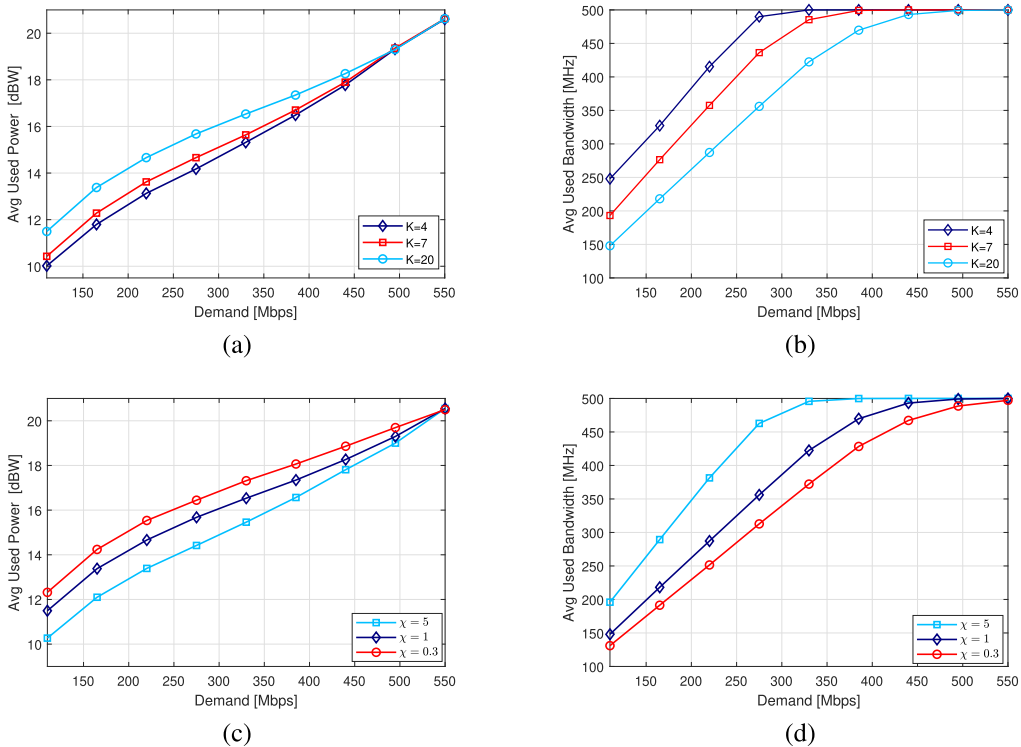 20
18
16
14
12
10
Avg Used Power [dBW]
150 200 250 300 350 400 450 500 550
Demand [Mbps]
K=4
K=7
K=20
(a)
500
450
400
350
300
250
200
150
100
Avg Used Bandwidth [MHz]
150 200 250 300 350 400 450 500 550
Demand [Mbps]
K=4
K=7
K=20
(b)
20
18
16
14
12
10
Avg Used Power [dBW]
150 200 250 300 350 400 450 500 550
Demand [Mbps]
χ = 5
χ = 1
χ = 0.3
(c)
500
450
400
350
300
250
200
150
100
Avg Used Bandwidth [MHz]
150 200 250 300 350 400 450 500 550
Demand [Mbps]
χ = 5
χ = 1
χ = 0.3
(d)